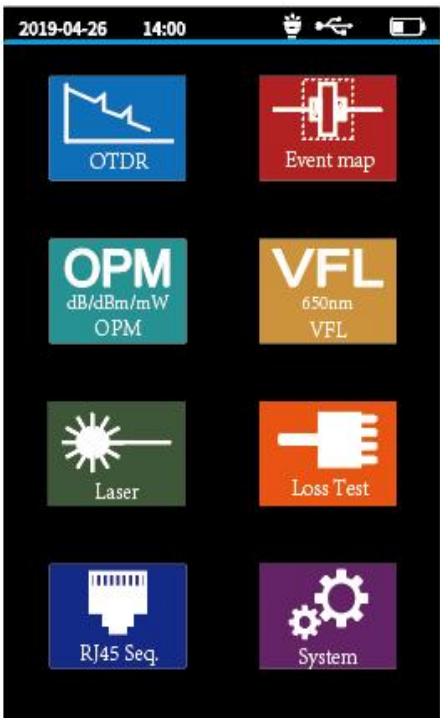 2019-04-26 14:00
OTDR
Event map
OPM
dB/dBm/mW
OPM
VFL
650nm
VFL
Laser
Loss Test
RJ45 Seq.
System